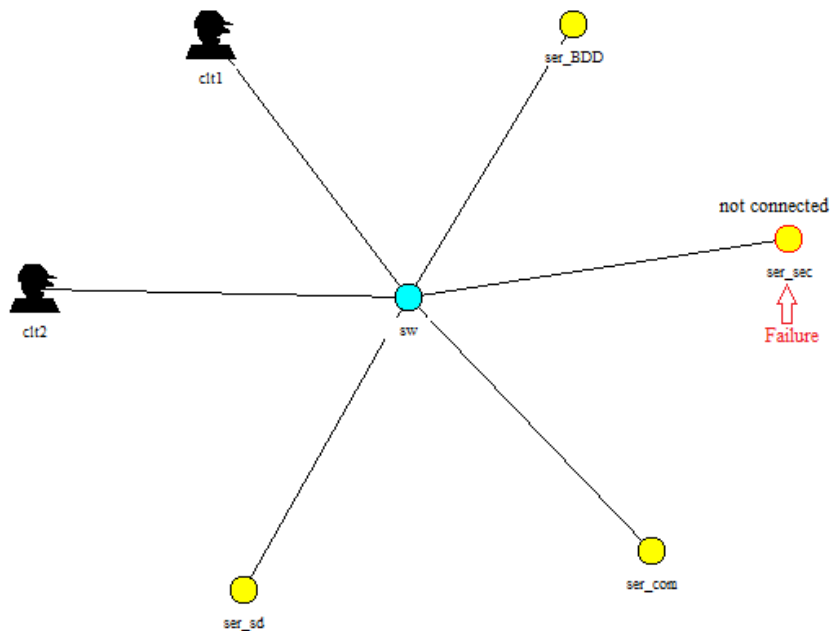 clt1
ser_BDD
not connected
ser_sec
Failure
clt2
sw
ser_com
ser_sd